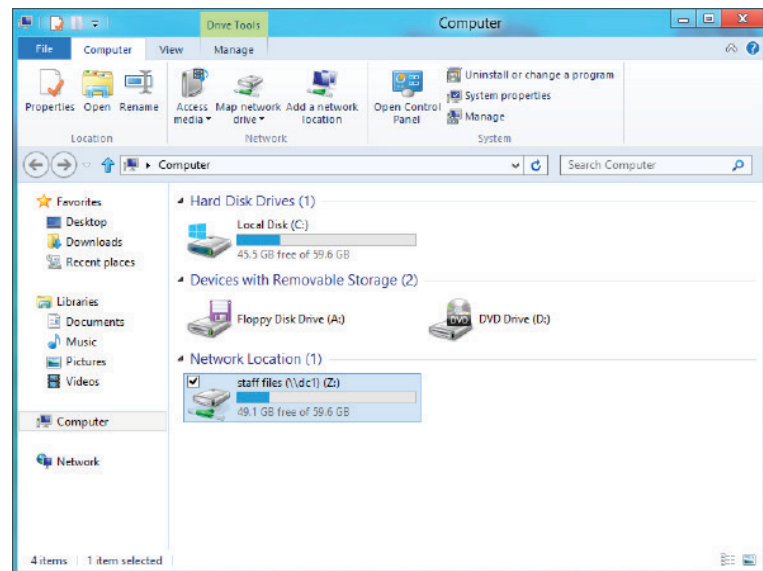 Drive Tools
Computer
File
Computer
View
Manage
Properties
Open
Rename
Access media
Map network drive
Add a network location
Open Control Panel
Uninstall or change a program
System properties
Manage
Location
Network
System
Computer
Search Computer
Favorites
Desktop
Downloads
Recent places
Libraries
Documents
Music
Pictures
Videos
Computer
Network
Hard Disk Drives (1)
Local Disk (C:)
45.5 GB free of 59.6 GB
Devices with Removable Storage (2)
Floppy Disk Drive (A:)
DVD
DVD Drive (D:)
Network Location (1)
staff files (\\dc1) (Z:)
49.1 GB free of 59.6 GB
4 items
1 item selected